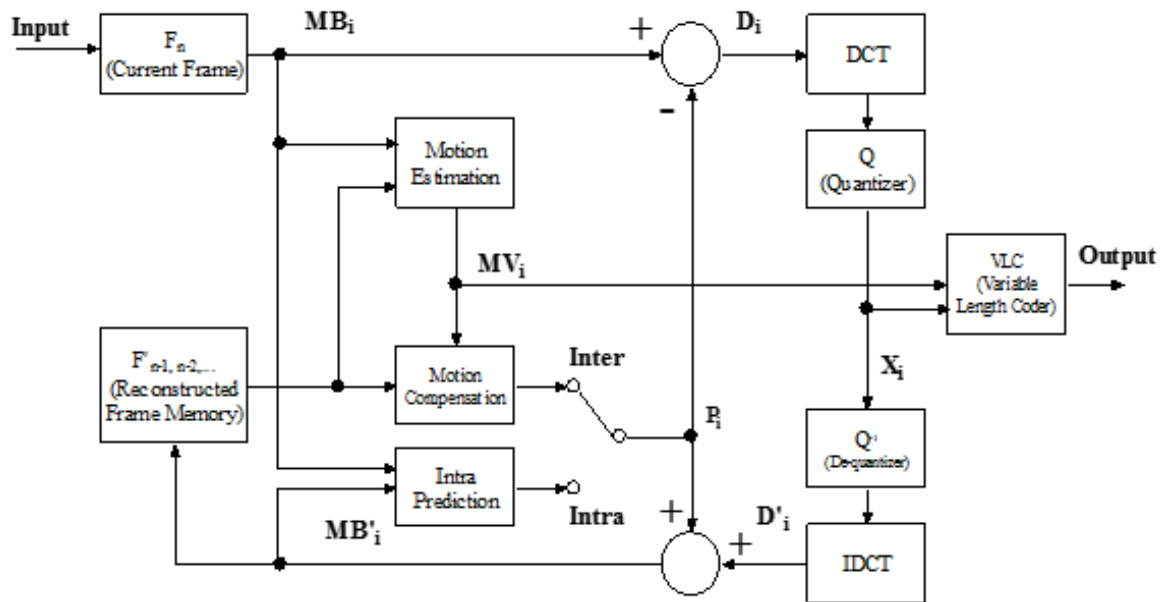 Input
F n
(Current Frame)
MBi
+
Di
DCT
-
Motion
Estimation
Q
(Quantizer)
MVi
VLC
(Variable
Length Coder)
Output
F' n-1, n-2,...
(Reconstructed
Frame Memory)
Motion
Compensation
Inter
Pi
Xi
Q-1
(De-quantizer)
Intra
Prediction
Intra
MB'i
+
D'i
+
IDCT